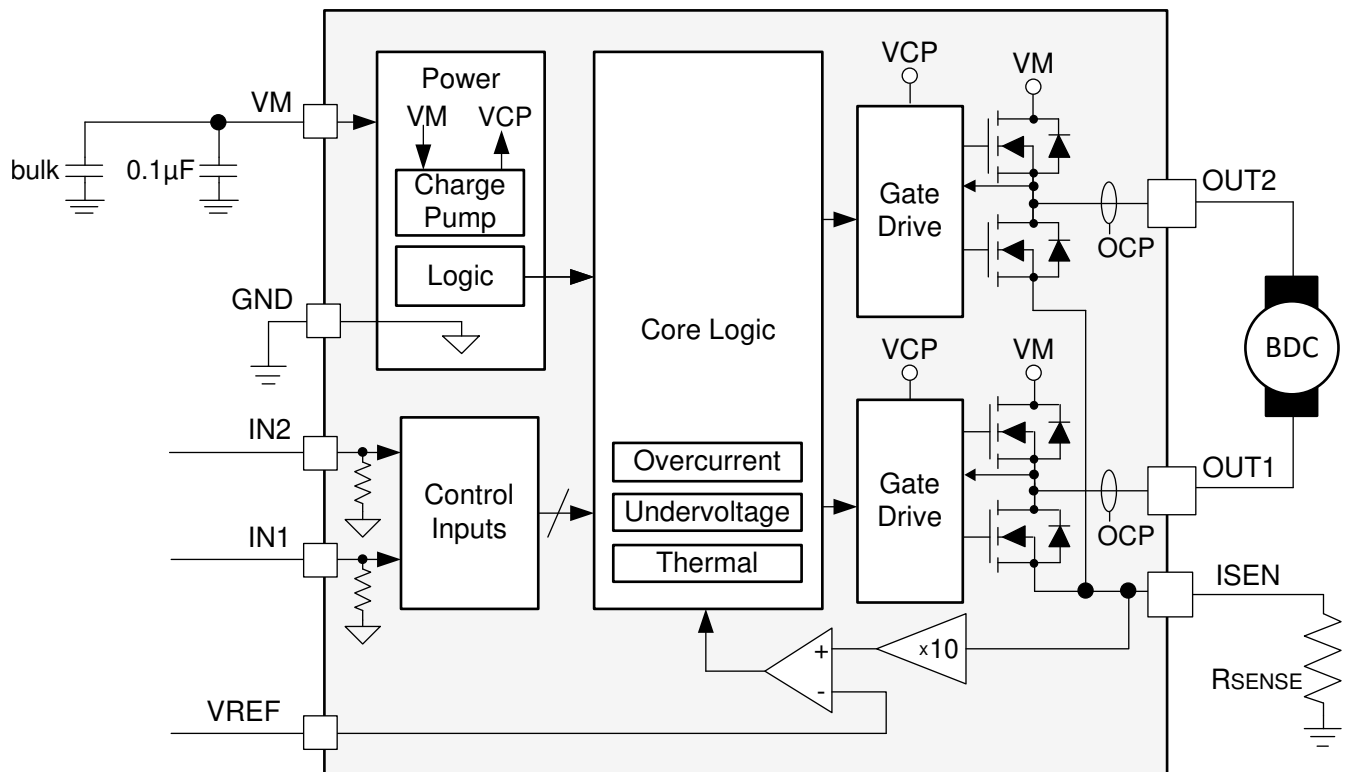 Power
VM
VCP
Charge
Pump
Logic
VM
bulk
0.1µF
GND
IN2
IN1
Control
Inputs
VREF
Core Logic
Overcurrent
Undervoltage
Thermal
VCP
VM
Gate
Drive
OCP
OUT2
BDC
VCP
VM
Gate
Drive
OCP
OUT1
ISEN
x10
+
-
RSENSE